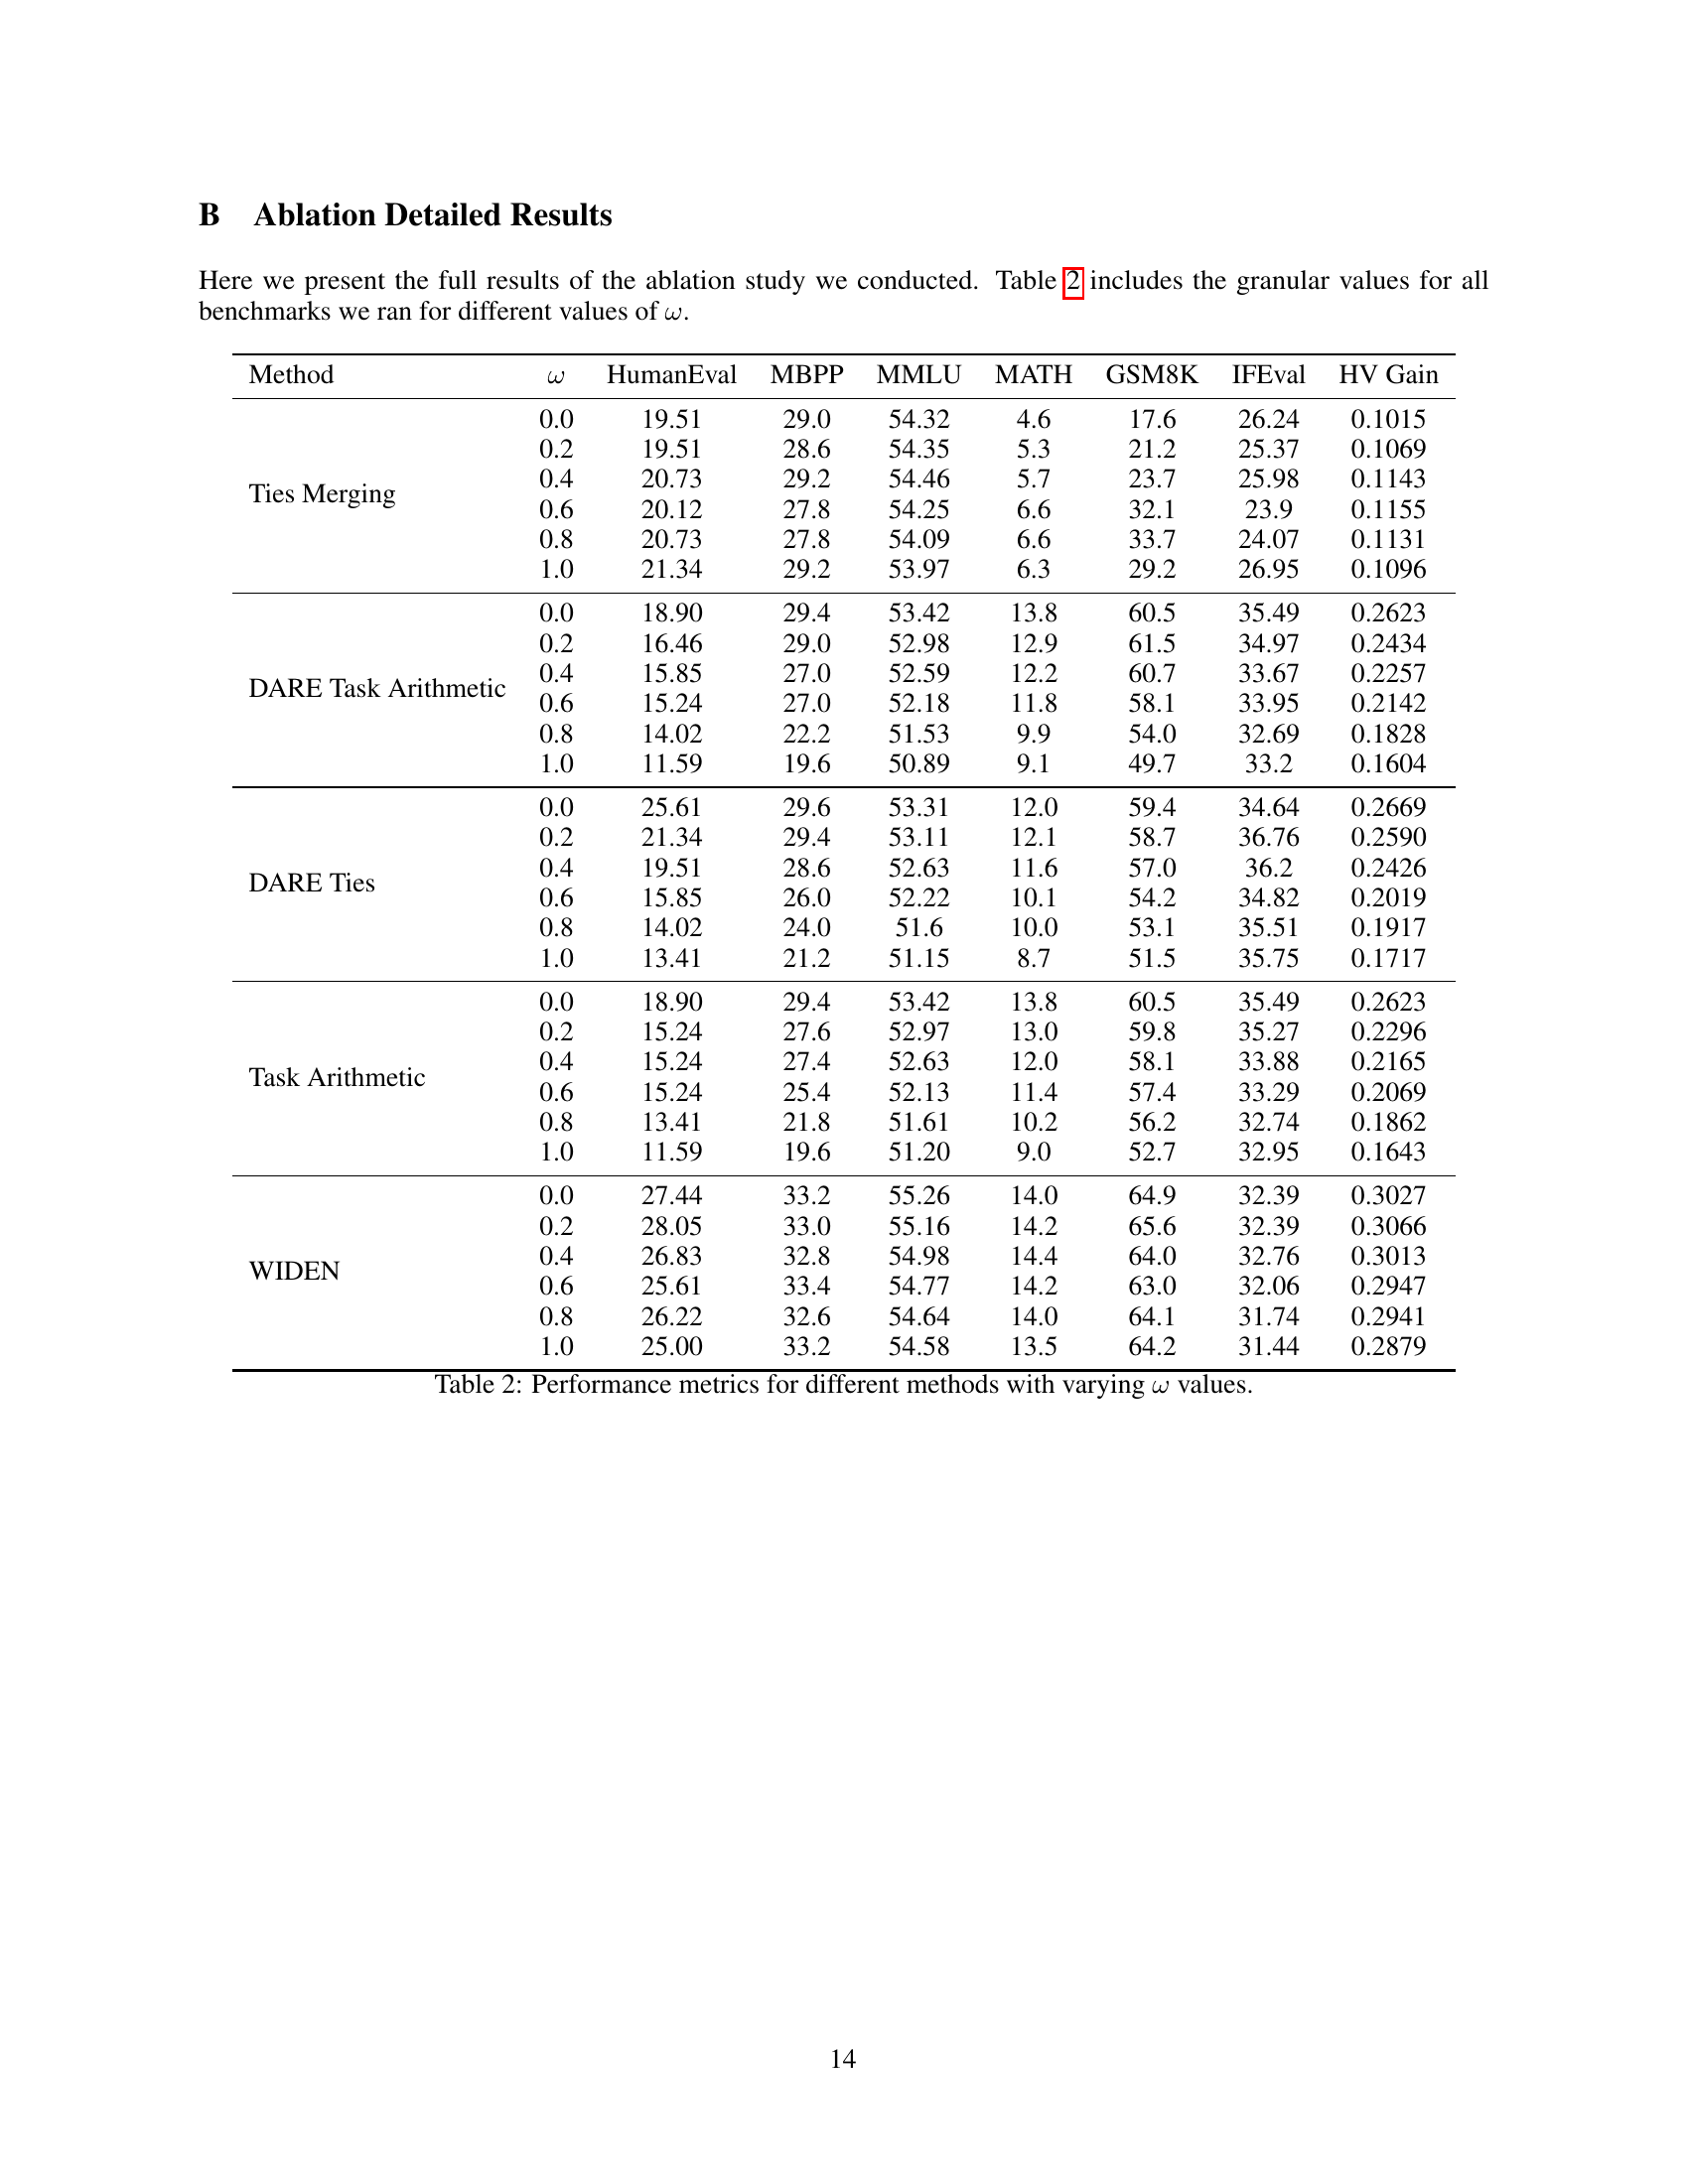 B Ablation Detailed Results
Here we present the full results of the ablation study we conducted. Table 2 includes the granular values for all
benchmarks we ran for different values of ω.
Method ω HumanEval MBPP MMLU MATH GSM8K IFEval HV Gain
Ties Merging
0.0 19.51 29.0 54.32 4.6 17.6 26.24 0.1015
0.2 19.51 28.6 54.35 5.3 21.2 25.37 0.1069
0.4 20.73 29.2 54.46 5.7 23.7 25.98 0.1143
0.6 20.12 27.8 54.25 6.6 32.1 23.9 0.1155
0.8 20.73 27.8 54.09 6.6 33.7 24.07 0.1131
1.0 21.34 29.2 53.97 6.3 29.2 26.95 0.1096
DARE Task Arithmetic
0.0 18.90 29.4 53.42 13.8 60.5 35.49 0.2623
0.2 16.46 29.0 52.98 12.9 61.5 34.97 0.2434
0.4 15.85 27.0 52.59 12.2 60.7 33.67 0.2257
0.6 15.24 27.0 52.18 11.8 58.1 33.95 0.2142
0.8 14.02 22.2 51.53 9.9 54.0 32.69 0.1828
1.0 11.59 19.6 50.89 9.1 49.7 33.2 0.1604
DARE Ties
0.0 25.61 29.6 53.31 12.0 59.4 34.64 0.2669
0.2 21.34 29.4 53.11 12.1 58.7 36.76 0.2590
0.4 19.51 28.6 52.63 11.6 57.0 36.2 0.2426
0.6 15.85 26.0 52.22 10.1 54.2 34.82 0.2019
0.8 14.02 24.0 51.6 10.0 53.1 35.51 0.1917
1.0 13.41 21.2 51.15 8.7 51.5 35.75 0.1717
Task Arithmetic
0.0 18.90 29.4 53.42 13.8 60.5 35.49 0.2623
0.2 15.24 27.6 52.97 13.0 59.8 35.27 0.2296
0.4 15.24 27.4 52.63 12.0 58.1 33.88 0.2165
0.6 15.24 25.4 52.13 11.4 57.4 33.29 0.2069
0.8 13.41 21.8 51.61 10.2 56.2 32.74 0.1862
1.0 11.59 19.6 51.20 9.0 52.7 32.95 0.1643
WIDEN
0.0 27.44 33.2 55.26 14.0 64.9 32.39 0.3027
0.2 28.05 33.0 55.16 14.2 65.6 32.39 0.3066
0.4 26.83 32.8 54.98 14.4 64.0 32.76 0.3013
0.6 25.61 33.4 54.77 14.2 63.0 32.06 0.2947
0.8 26.22 32.6 54.64 14.0 64.1 31.74 0.2941
1.0 25.00 33.2 54.58 13.5 64.2 31.44 0.2879
Table 2: Performance metrics for different methods with varying ω values.
14